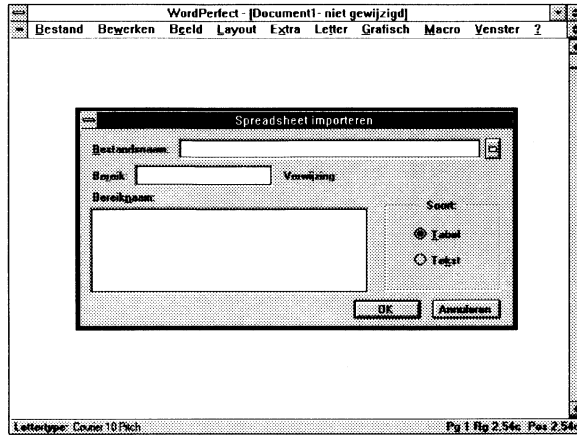 WordPerfect - [Document1- niet gewijzigd]
Bestand Bewerken Beeld Layout Extra Letter Grafisch Macro Venster ?
Spreadsheet importeren
Bestandsnaam:
Bereik: Verwijzing
Bereiknaam:
Soort:
Tabel
Tekst
OK Annuleren
Lettertype: Courier 10 Pitch Pg 1 Rg 2,54c Pos 2,54